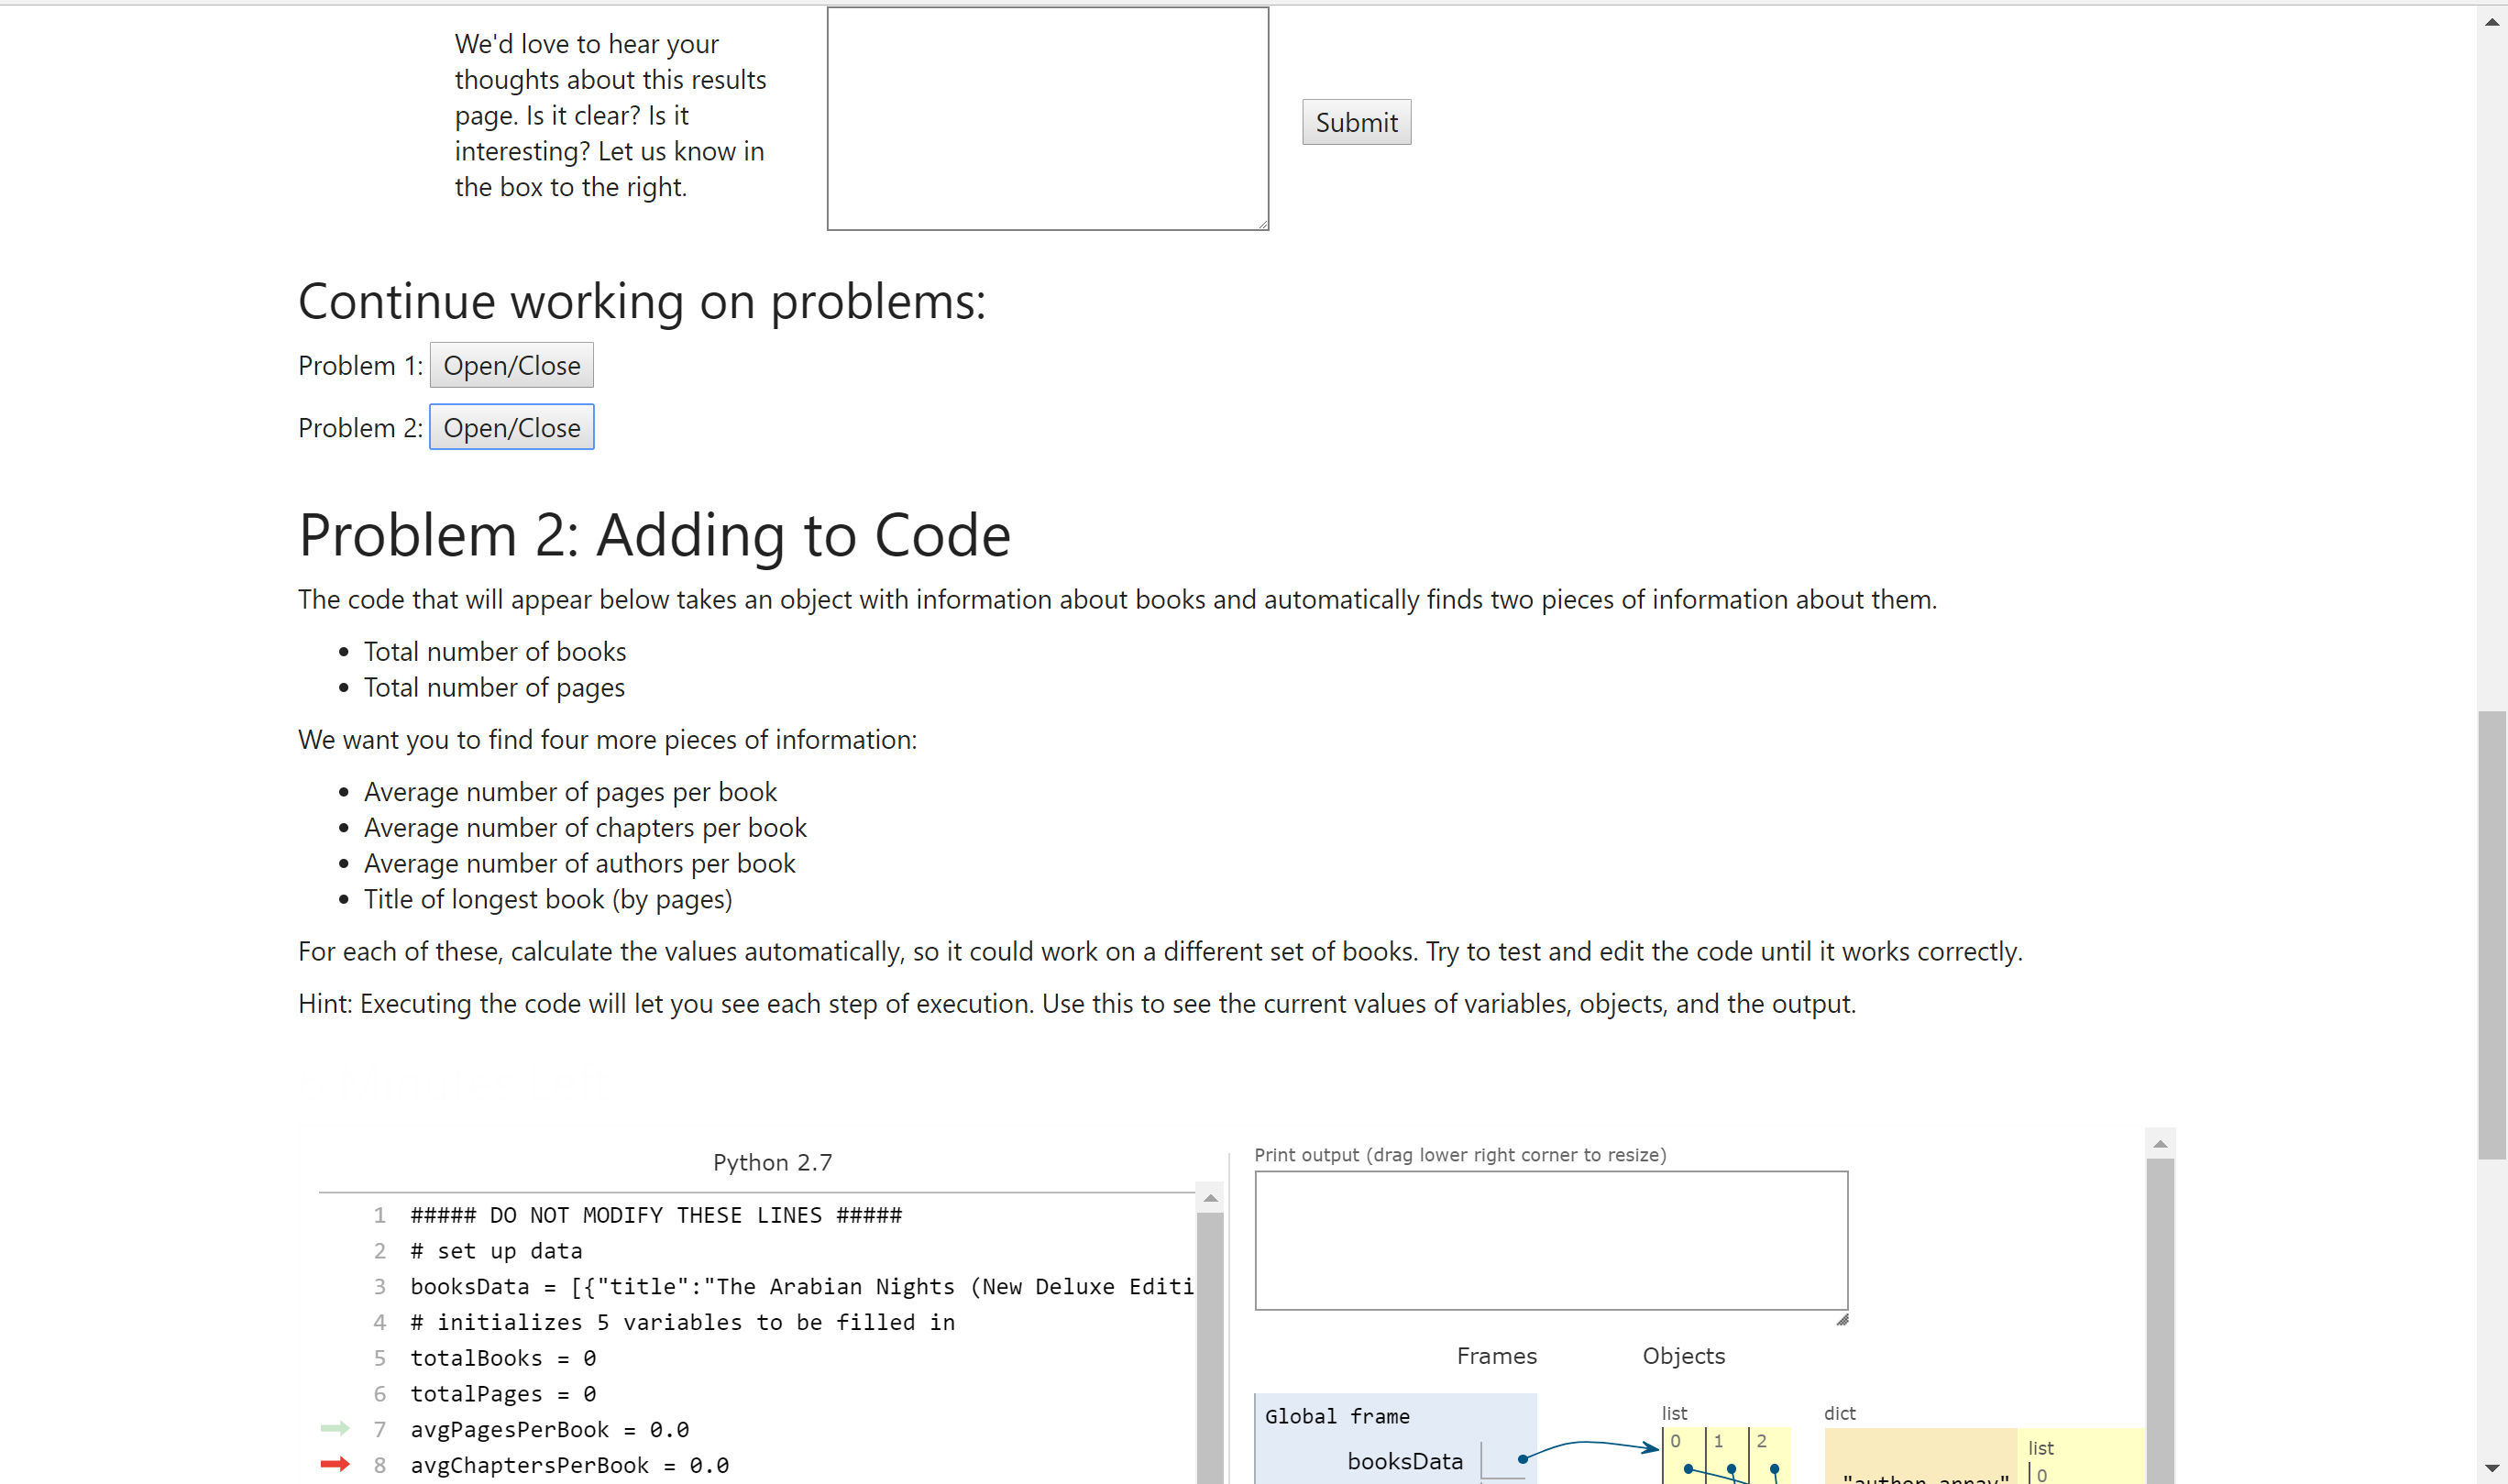 We'd love to hear your
thoughts about this results
page. Is it clear? Is it
interesting? Let us know in
the box to the right.
Submit
Continue working on problems:
Problem 1: Open/Close
Problem 2: Open/Close
Problem 2: Adding to Code
The code that will appear below takes an object with information about books and automatically finds two pieces of information about them.
• Total number of books
• Total number of pages
We want you to find four more pieces of information:
• Average number of pages per book
• Average number of chapters per book
• Average number of authors per book
• Title of longest book (by pages)
For each of these, calculate the values automatically, so it could work on a different set of books. Try to test and edit the code until it works correctly.
Hint: Executing the code will let you see each step of execution. Use this to see the current values of variables, objects, and the output.
Python 2.7
1 ##### DO NOT MODIFY THESE LINES #####
2 # set up data
3 booksData = [{"title":"The Arabian Nights (New Deluxe Editi
4 # initializes 5 variables to be filled in
5 totalBooks = 0
6 totalPages = 0
7 avgPagesPerBook = 0.0
8 avgChaptersPerBook = 0.0
Print output (drag lower right corner to resize)
Frames Objects
Global frame
booksData
list
0 1 2
dict
"author_array"
list
0